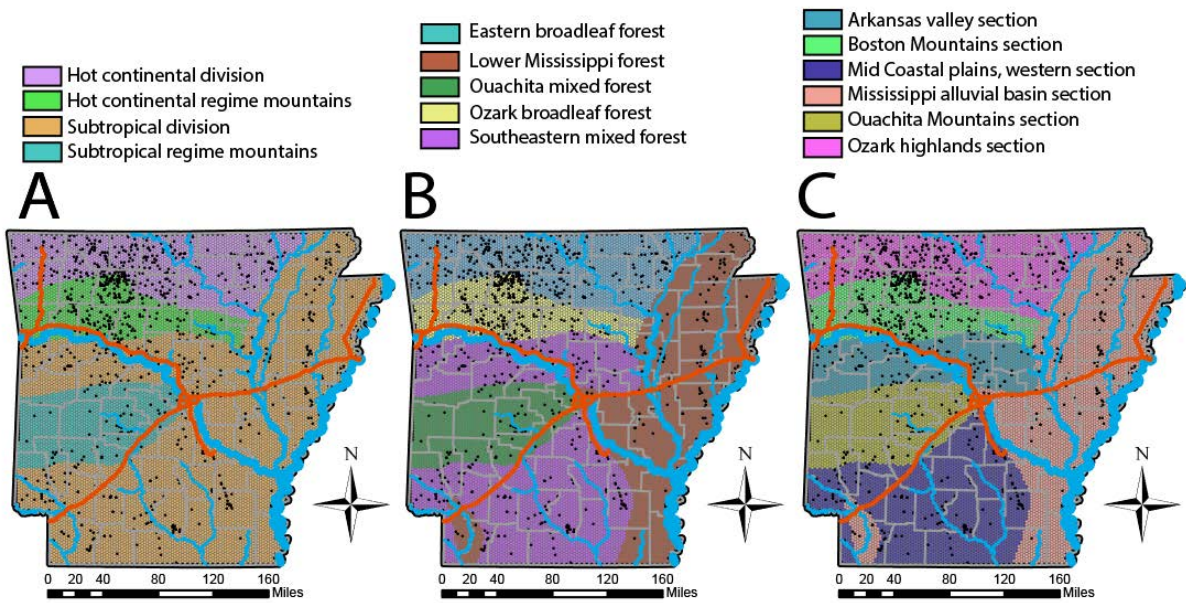 Hot continental division
Hot continental regime mountains
Subtropical division
Subtropical regime mountains
Eastern broadleaf forest
Lower Mississippi forest
Ouachita mixed forest
Ozark broadleaf forest
Southeastern mixed forest
Arkansas valley section
Boston Mountains section
Mid Coastal plains, western section
Mississippi alluvial basin section
Ouachita Mountains section
Ozark highlands section
A
B
C
N
N
N
0 20 40 80 120 160
Miles
0 20 40 80 120 160
Miles
0 20 40 80 120 160
Miles